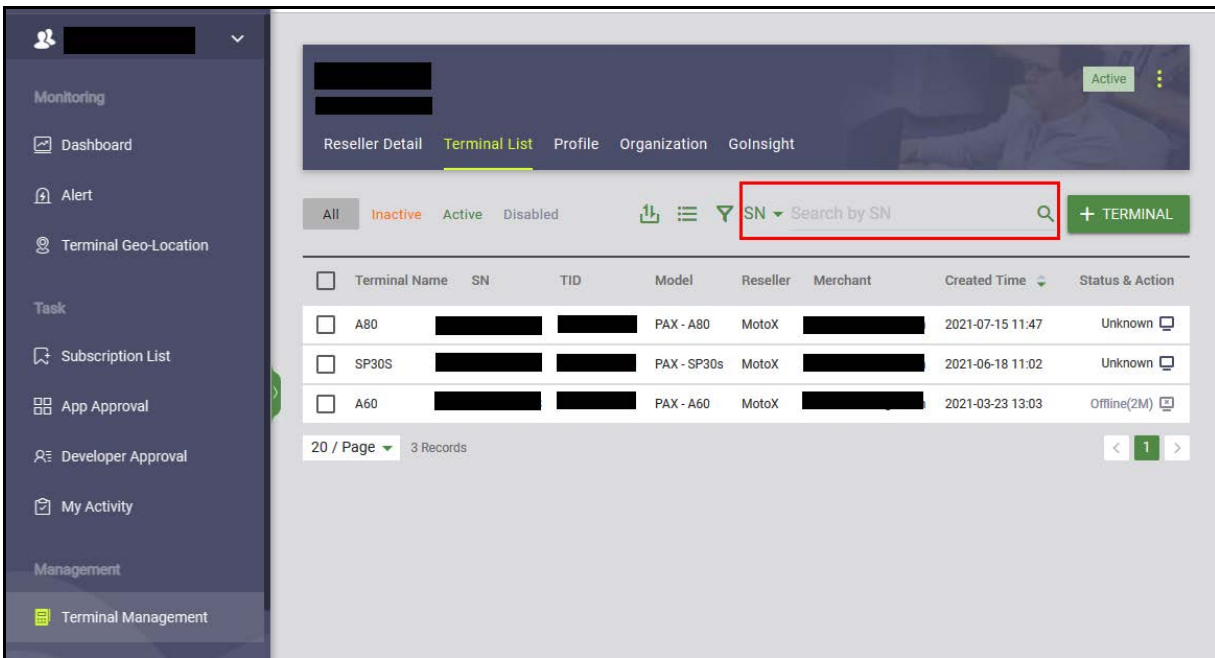 Monitoring
Dashboard
Alert
Terminal Geo-Location
Task
Subscription List
App Approval
Developer Approval
My Activity
Management
Terminal Management
Active
Reseller Detail Terminal List Profile Organization GoInsight
All Inactive Active Disabled SN Search by SN + TERMINAL
Terminal Name SN TID Model Reseller Merchant Created Time Status & Action
A80 PAX - A80 MotoX 2021-07-15 11:47 Unknown
SP30S PAX - SP30s MotoX 2021-06-18 11:02 Unknown
A60 PAX - A60 MotoX 2021-03-23 13:03 Offline(2M)
20 / Page 3 Records < 1 >